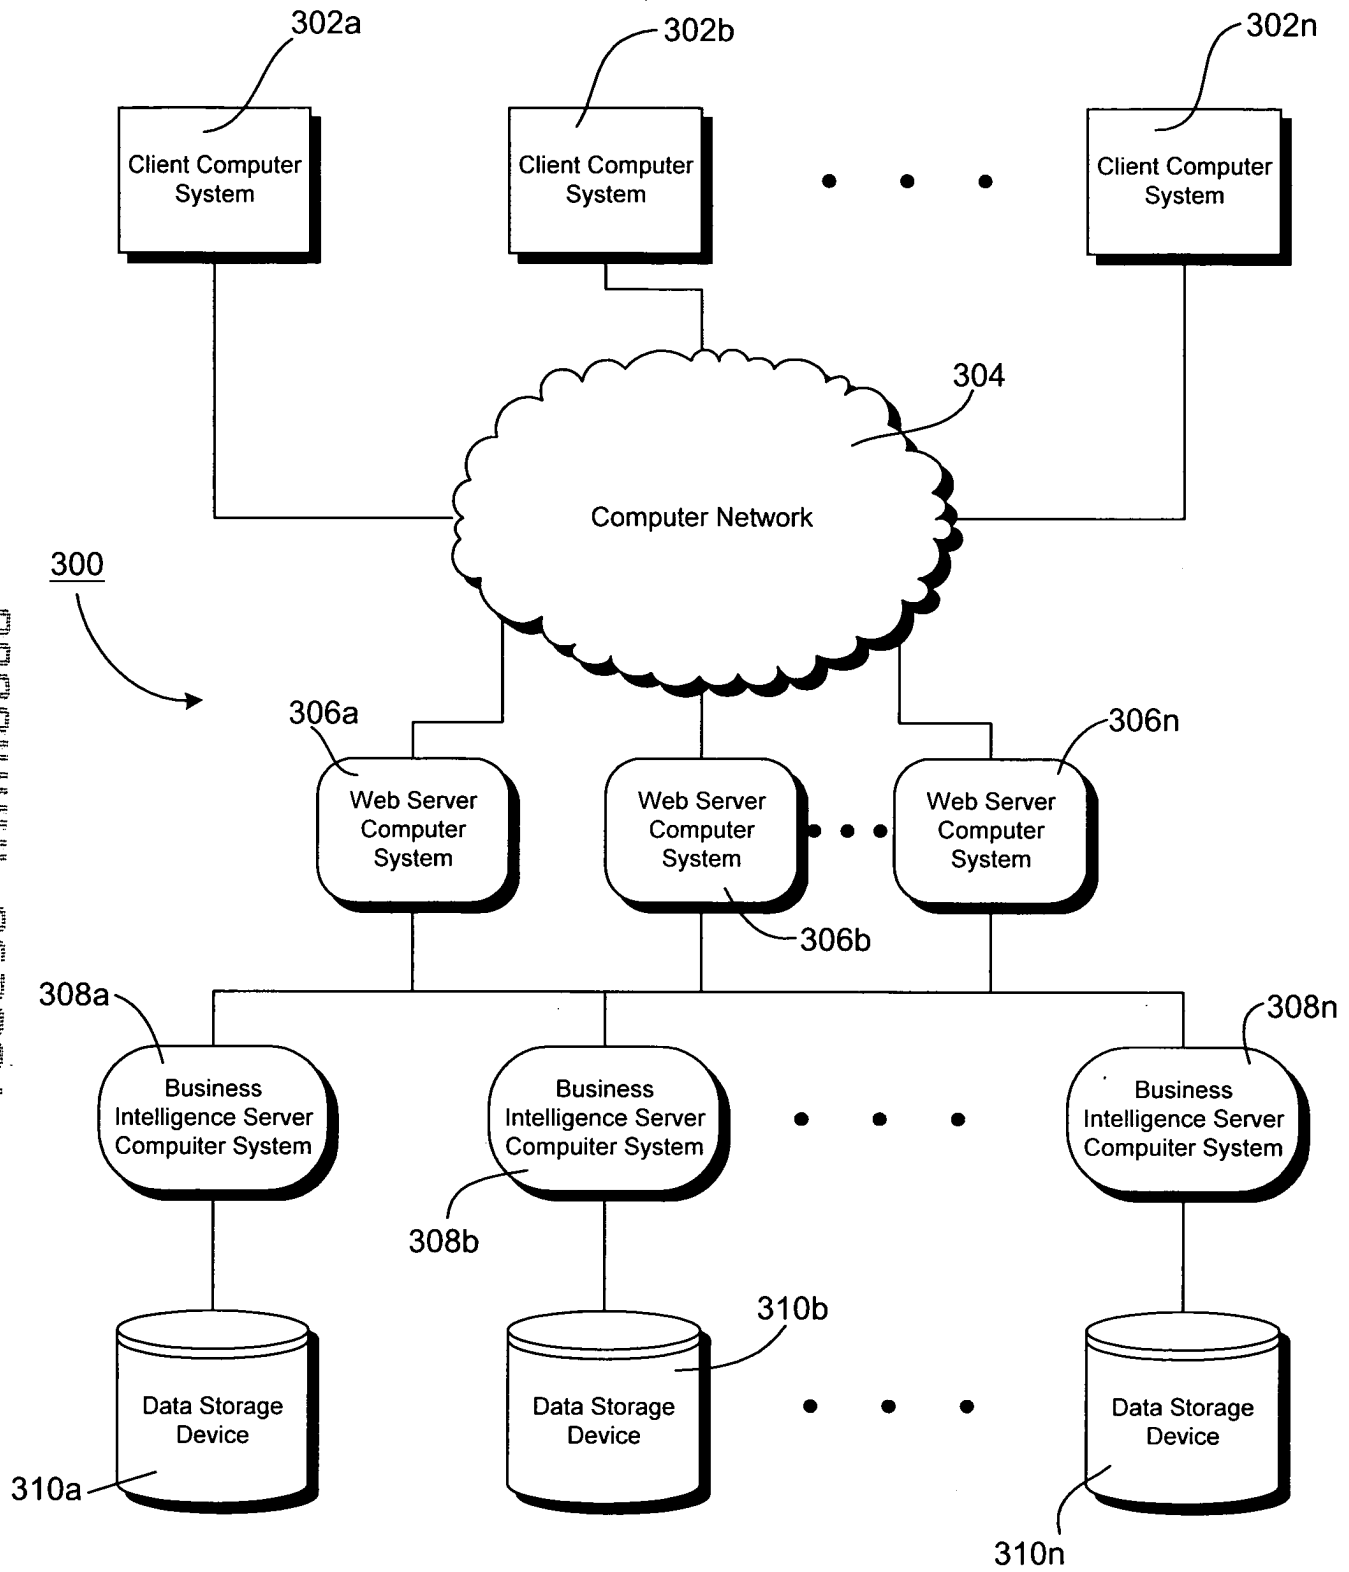 302a
302b
302n
Client Computer
System
Client Computer
System
Client Computer
System
304
Computer Network
300
306a
306n
Web Server
Computer
System
Web Server
Computer
System
Web Server
Computer
System
306b
308a
308n
Business
Intelligence Server
Compuiter System
Business
Intelligence Server
Compuiter System
Business
Intelligence Server
Compuiter System
308b
310b
Data Storage
Device
Data Storage
Device
Data Storage
Device
310a
310n